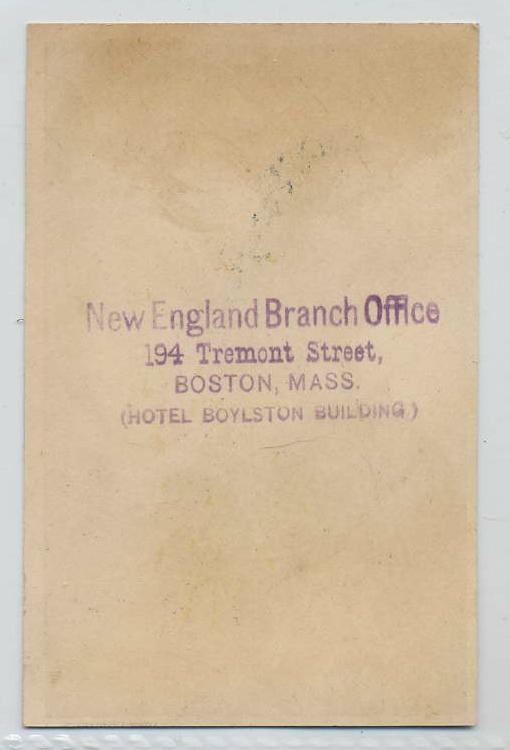 New England Branch Office
194 Tremont Street,
BOSTON, MASS.
(HOTEL BOYLSTON BUILDING)